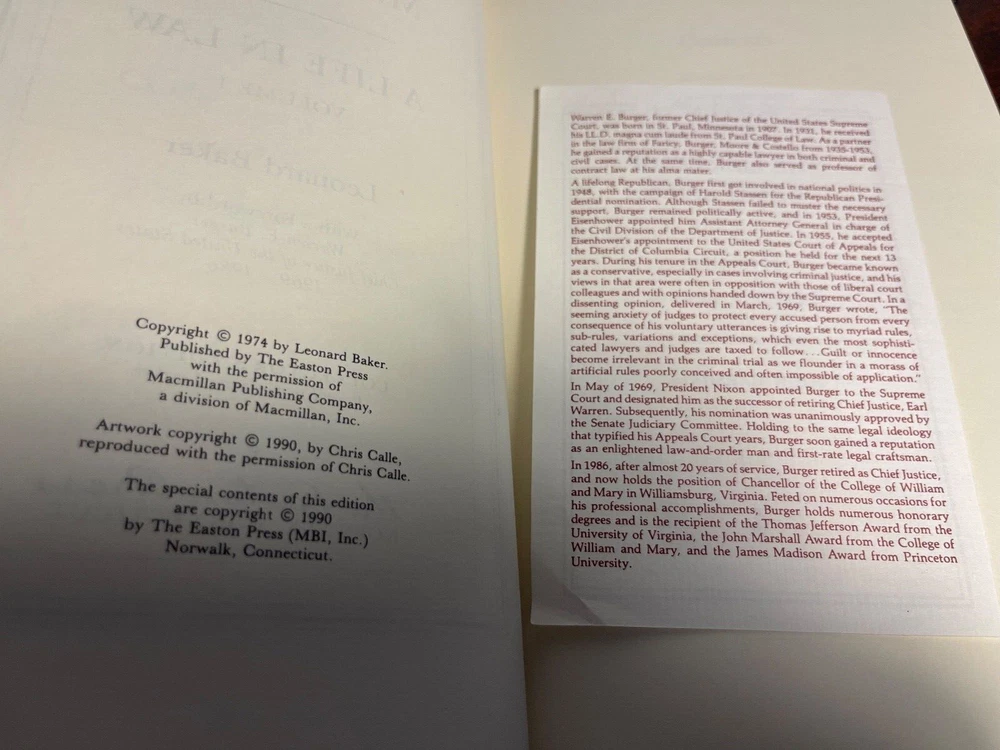 Copyright © 1974 by Leonard Baker.
Published by The Easton Press
with the permission of
Macmillan Publishing Company,
a division of Macmillan, Inc.
Artwork copyright © 1990, by Chris Calle,
reproduced with the permission of Chris Calle.
The special contents of this edition
are copyright © 1990
by The Easton Press (MBI, Inc.)
Norwalk, Connecticut.
Warren E. Burger, former Chief Justice of the United States Supreme
Court, was born in St. Paul, Minnesota in 1907. In 1931, he received
his LL.D. magna cum laude from St. Paul College of Law. As a partner
in the law firm of Faricy, Burger, Moore & Costello from 1935-1953,
he gained a reputation as a highly capable lawyer in both criminal and
civil cases. At the same time, Burger also served as professor of
contract law at his alma mater.
A lifelong Republican, Burger first got involved in national politics in
1948, with the campaign of Harold Stassen for the Republican Presi-
dential nomination. Although Stassen failed to muster the necessary
support, Burger remained politically active, and in 1953, President
Eisenhower appointed him Assistant Attorney General in charge of
the Civil Division of the Department of Justice. In 1955, he accepted
Eisenhower's appointment to the United States Court of Appeals for
the District of Columbia Circuit, a position he held for the next 13
years. During his tenure in the Appeals Court, Burger became known
as a conservative, especially in cases involving criminal justice, and his
views in that area were often in opposition with those of liberal court
colleagues and with opinions handed down by the Supreme Court. In a
dissenting opinion, delivered in March, 1969, Burger wrote, "The
seeming anxiety of judges to protect every accused person from every
consequence of his voluntary utterances is giving rise to myriad rules,
sub-rules, variations and exceptions, which even the most sophisti-
cated lawyers and judges are taxed to follow...Guilt or innocence
become irrelevant in the criminal trial as we flounder in a morass of
artificial rules poorly conceived and often impossible of application."
In May of 1969, President Nixon appointed Burger to the Supreme
Court and designated him as the successor of retiring Chief Justice, Earl
Warren. Subsequently, his nomination was unanimously approved by
the Senate Judiciary Committee. Holding to the same legal ideology
that typified his Appeals Court years, Burger soon gained a reputation
as an enlightened law-and-order man and first-rate legal craftsman.
In 1986, after almost 20 years of service, Burger retired as Chief Justice,
and now holds the position of Chancellor of the College of William
and Mary in Williamsburg, Virginia. Feted on numerous occasions for
his professional accomplishments, Burger holds numerous honorary
degrees and is the recipient of the Thomas Jefferson Award from the
University of Virginia, the John Marshall Award from the College of
William and Mary, and the James Madison Award from Princeton
University.